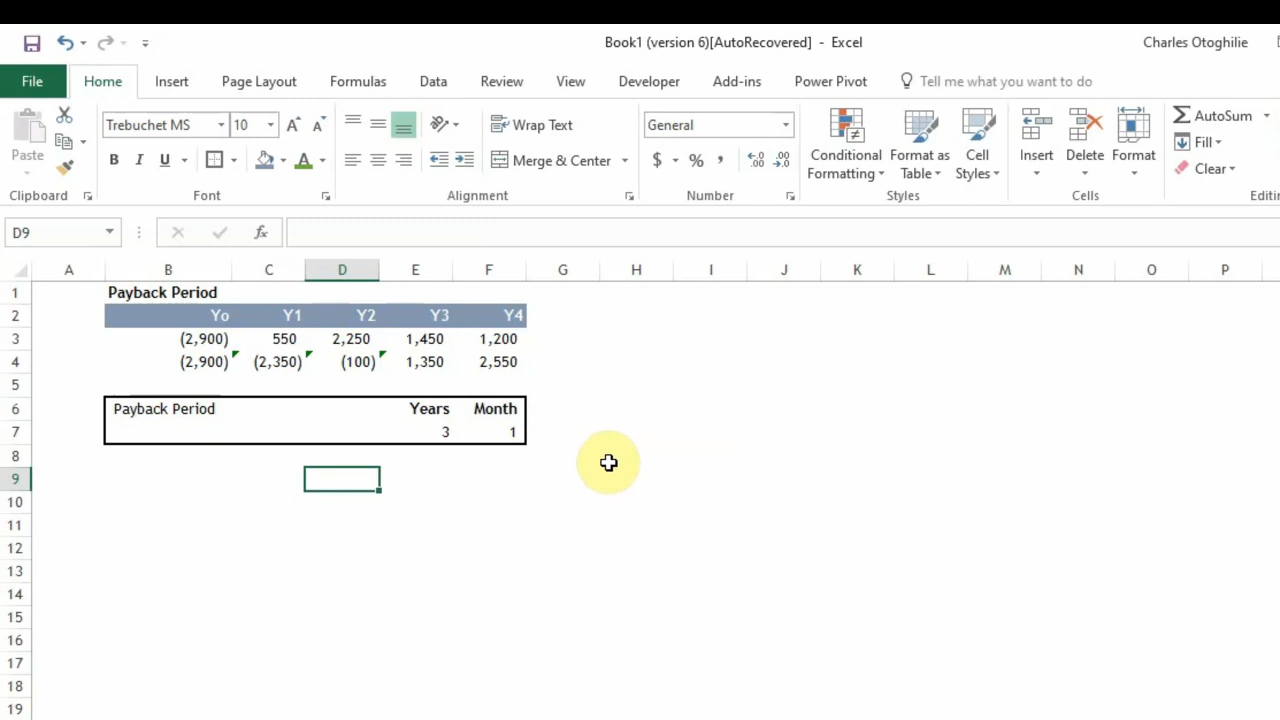 Book1 (version 6)[AutoRecovered] - Excel
Charles Otoghilie
File Home Insert Page Layout Formulas Data Review View Developer Add-ins Power Pivot Tell me what you want to do
Trebuchet MS 10 Wrap Text General AutoSum
Paste B I U Merge & Center $ % , Conditional Formatting Format as Table Cell Styles Insert Delete Format Fill Clear
Clipboard Font Alignment Number Styles Cells
D9 fx
A B C D E F G H I J K L M N O P
1 Payback Period
2 Yo Y1 Y2 Y3 Y4
3 (2,900) 550 2,250 1,450 1,200
4 (2,900) (2,350) (100) 1,350 2,550
5
6 Payback Period Years Month
7 3 1
8
9
10
11
12
13
14
15
16
17
18
19